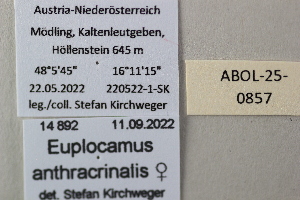 Austria-Niederösterreich
Mödling, Kaltenleutgeben,
Höllenstein 645 m
48°5'45" 16°11'15"
22.05.2022 220522-1-SK
leg./coll. Stefan Kirchweger
ABOL-25-
0857
14 892 11.09.2022
Euplocamus
anthracinalis ♀
det. Stefan Kirchweger